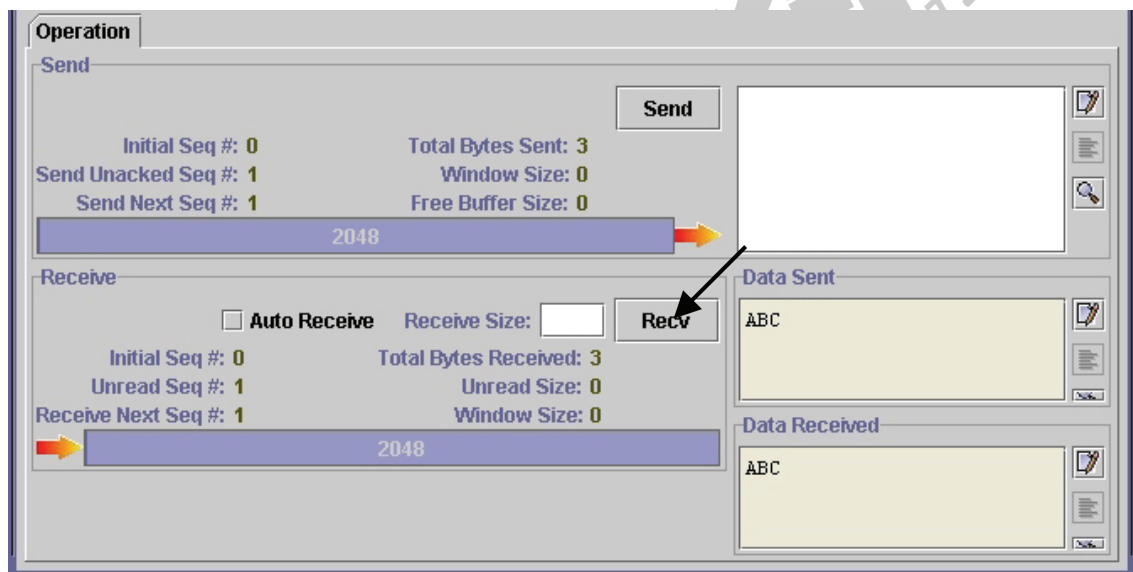 Operation
Send
Send
Initial Seq #: 0 Total Bytes Sent: 3
Send Unacked Seq #: 1 Window Size: 0
Send Next Seq #: 1 Free Buffer Size: 0
2048
Receive
Auto Receive Receive Size: Recv
Initial Seq #: 0 Total Bytes Received: 3
Unread Seq #: 1 Unread Size: 0
Receive Next Seq #: 1 Window Size: 0
2048
Data Sent
ABC
Data Received
ABC